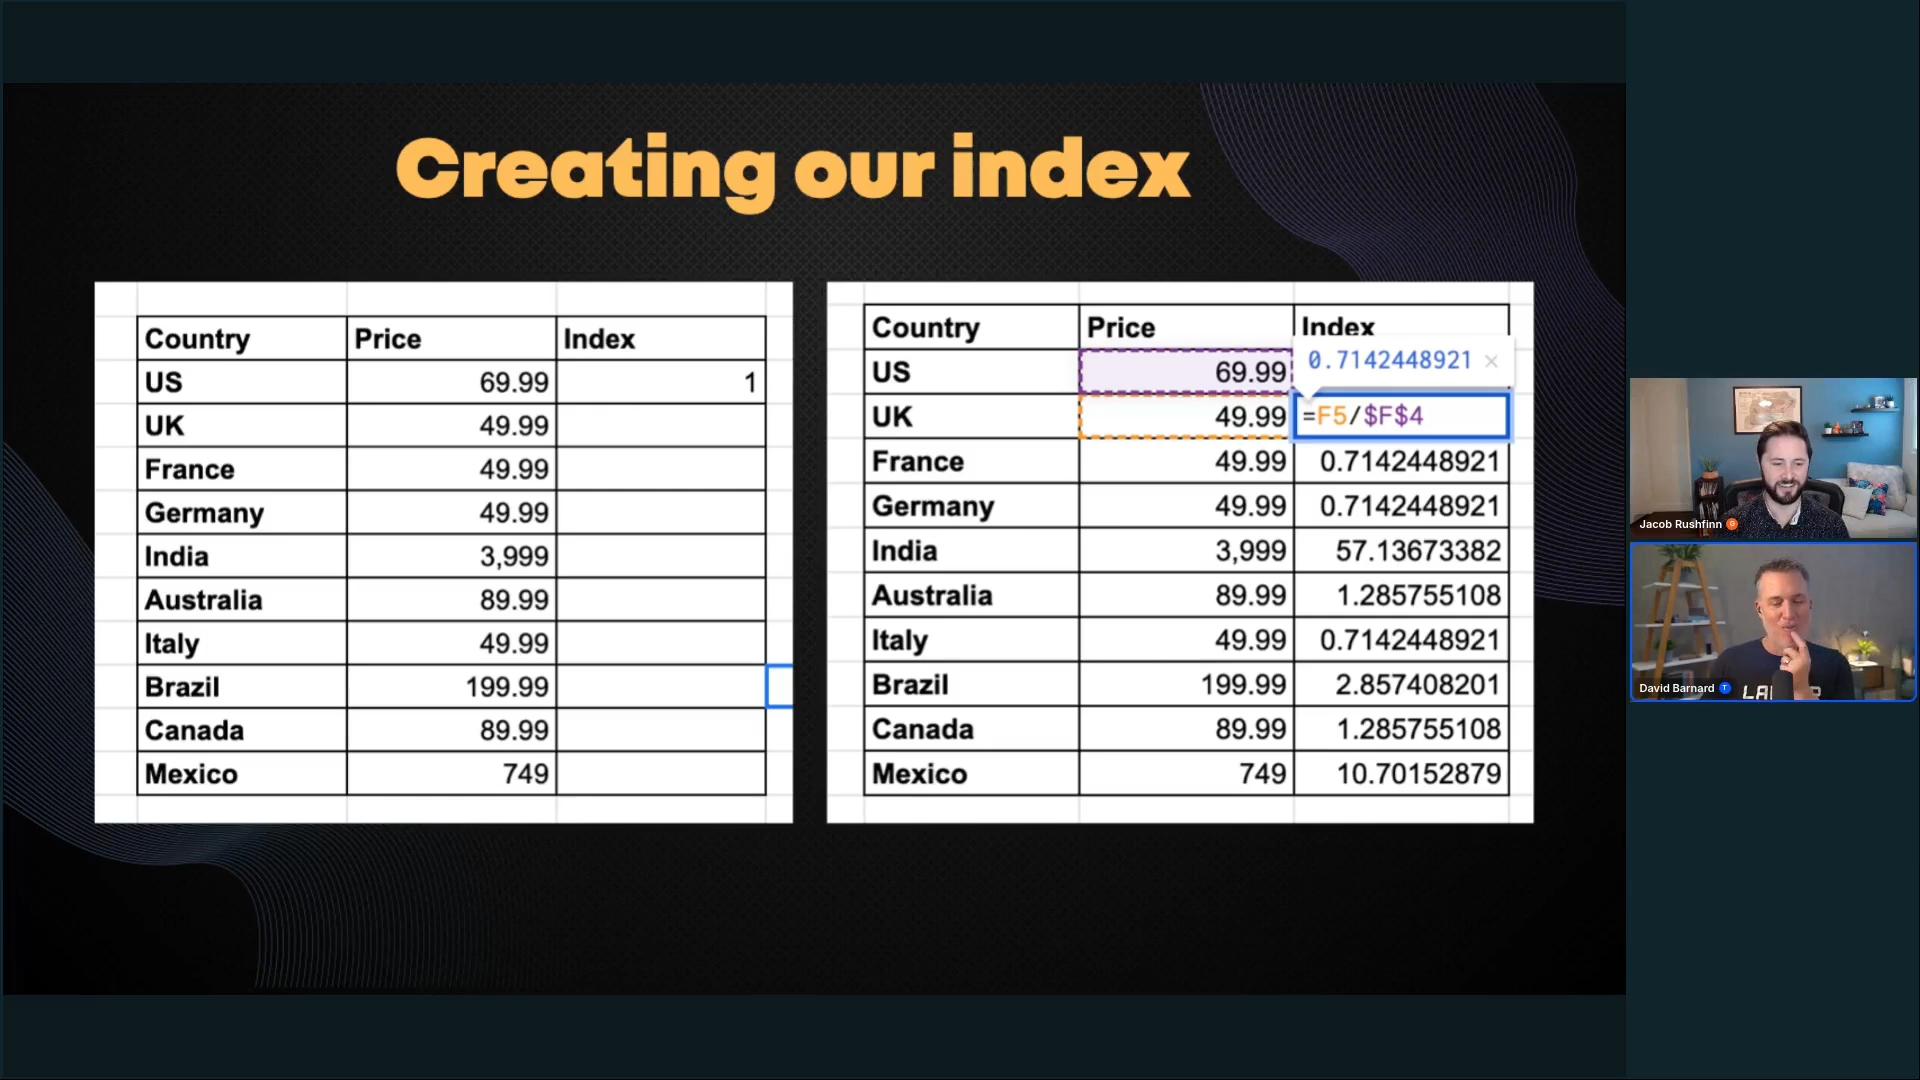 Creating our index
Country Price Index
US 69.99 1
UK 49.99
France 49.99
Germany 49.99
India 3,999
Australia 89.99
Italy 49.99
Brazil 199.99
Canada 89.99
Mexico 749
Country Price Index
0.7142448921 ×
US 69.99
UK 49.99 =F5/$F$4
France 49.99 0.7142448921
Germany 49.99 0.7142448921
India 3,999 57.13673382
Australia 89.99 1.285755108
Italy 49.99 0.7142448921
Brazil 199.99 2.857408201
Canada 89.99 1.285755108
Mexico 749 10.70152879
Jacob Rushfinn
David Barnard T